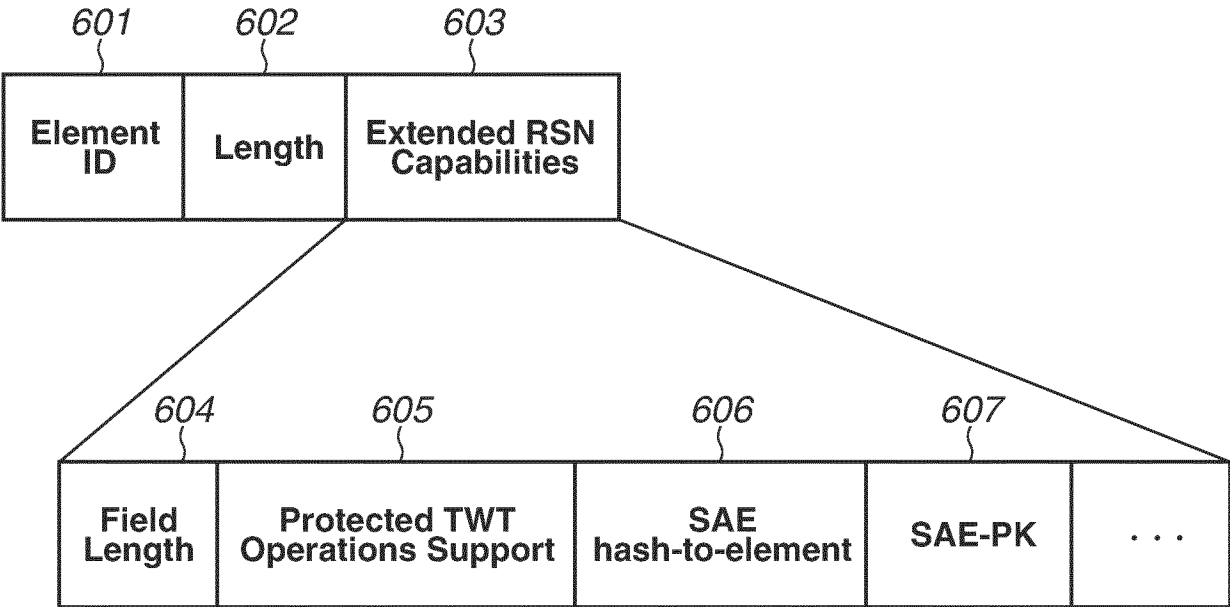 601 602 603
Element ID
Length
Extended RSN Capabilities
604 605 606 607
Field Length
Protected TWT Operations Support
SAE hash-to-element
SAE-PK
...